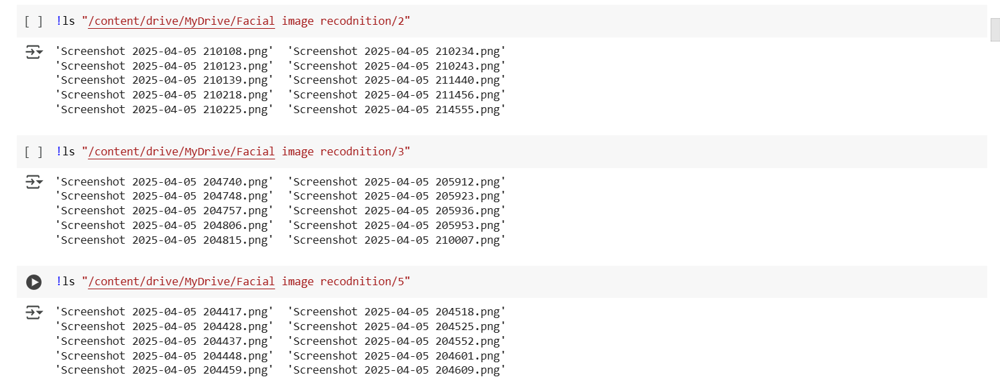 [ ] !ls "/content/drive/MyDrive/Facial image recodnition/2"
'Screenshot 2025-04-05 210108.png' 'Screenshot 2025-04-05 210234.png'
'Screenshot 2025-04-05 210123.png' 'Screenshot 2025-04-05 210243.png'
'Screenshot 2025-04-05 210139.png' 'Screenshot 2025-04-05 211440.png'
'Screenshot 2025-04-05 210218.png' 'Screenshot 2025-04-05 211456.png'
'Screenshot 2025-04-05 210225.png' 'Screenshot 2025-04-05 214555.png'
[ ] !ls "/content/drive/MyDrive/Facial image recodnition/3"
'Screenshot 2025-04-05 204740.png' 'Screenshot 2025-04-05 205912.png'
'Screenshot 2025-04-05 204748.png' 'Screenshot 2025-04-05 205923.png'
'Screenshot 2025-04-05 204757.png' 'Screenshot 2025-04-05 205936.png'
'Screenshot 2025-04-05 204806.png' 'Screenshot 2025-04-05 205953.png'
'Screenshot 2025-04-05 204815.png' 'Screenshot 2025-04-05 210007.png'
!ls "/content/drive/MyDrive/Facial image recodnition/5"
'Screenshot 2025-04-05 204417.png' 'Screenshot 2025-04-05 204518.png'
'Screenshot 2025-04-05 204428.png' 'Screenshot 2025-04-05 204525.png'
'Screenshot 2025-04-05 204437.png' 'Screenshot 2025-04-05 204552.png'
'Screenshot 2025-04-05 204448.png' 'Screenshot 2025-04-05 204601.png'
'Screenshot 2025-04-05 204459.png' 'Screenshot 2025-04-05 204609.png'